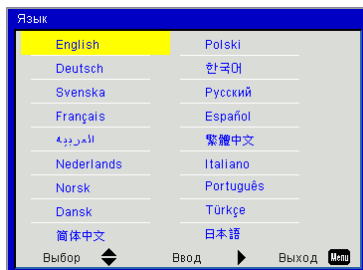 Язык
English Polski
Deutsch 한국어
Svenska Русский
Français Español
العربية 繁體中文
Nederlands Italiano
Norsk Português
Dansk Türkçe
简体中文 日本語
Выбор Ввод Выход Menu